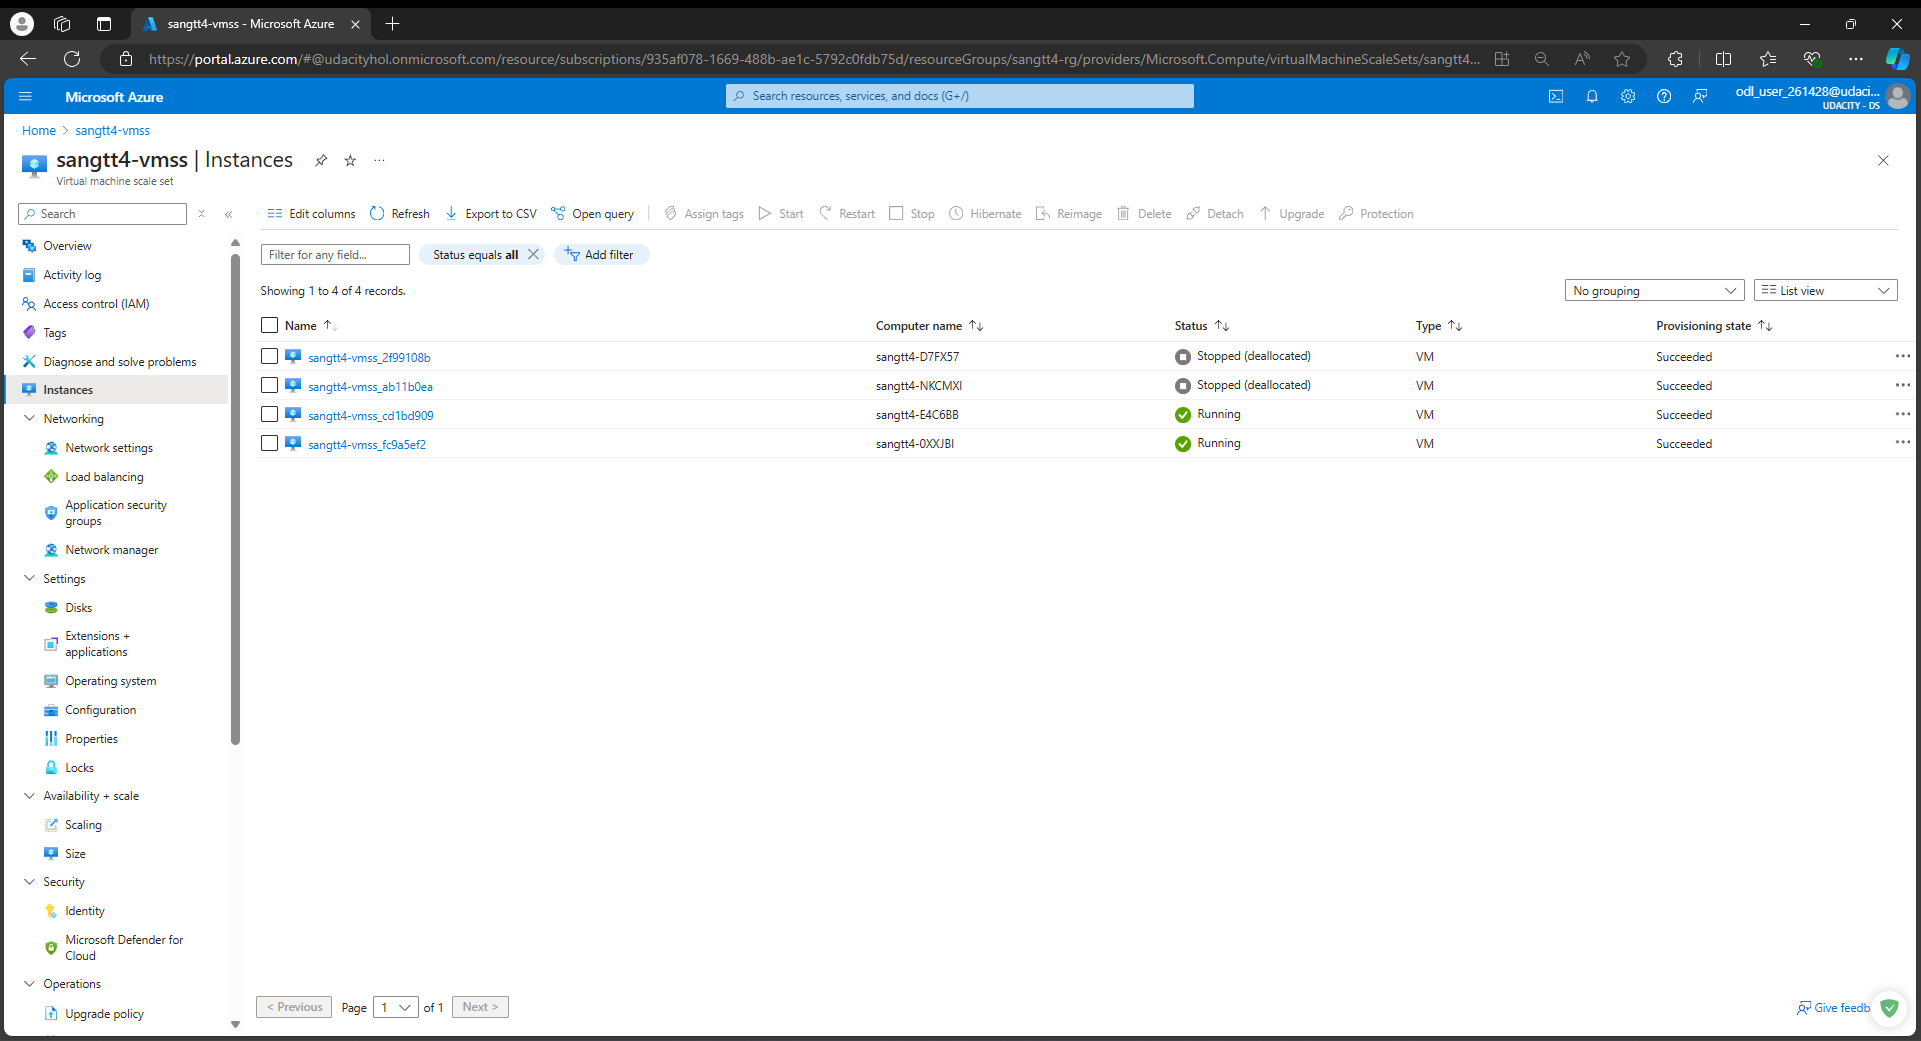 sangtt4-vmss - Microsoft Azure
https://portal.azure.com/#@udacityhol.onmicrosoft.com/resource/subscriptions/935af078-1669-488b-ae1c-5792c0fdb75d/resourceGroups/sangtt4-rg/providers/Microsoft.Compute/virtualMachineScaleSets/sangtt4...
Microsoft Azure
Search resources, services, and docs (G+/)
odl_user_261428@udaci...
UDACITY - DS
Home > sangtt4-vmss
sangtt4-vmss | Instances
Virtual machine scale set
Search
Edit columns Refresh Export to CSV Open query Assign tags Start Restart Stop Hibernate Reimage Delete Detach Upgrade Protection
Overview
Activity log
Access control (IAM)
Tags
Diagnose and solve problems
Instances
Networking
Network settings
Load balancing
Application security
groups
Network manager
Settings
Disks
Extensions +
applications
Operating system
Configuration
Properties
Locks
Availability + scale
Scaling
Size
Security
Identity
Microsoft Defender for
Cloud
Operations
Upgrade policy
Filter for any field... Status equals all Add filter
Showing 1 to 4 of 4 records.
No grouping List view
Name Computer name Status Type Provisioning state
sangtt4-vmss_2f99108b sangtt4-D7FX57 Stopped (deallocated) VM Succeeded
sangtt4-vmss_ab11b0ea sangtt4-NKCMXI Stopped (deallocated) VM Succeeded
sangtt4-vmss_cd1bd909 sangtt4-E4C6BB Running VM Succeeded
sangtt4-vmss_fc9a5ef2 sangtt4-0XXJBI Running VM Succeeded
< Previous Page 1 of 1 Next >
Give feedb